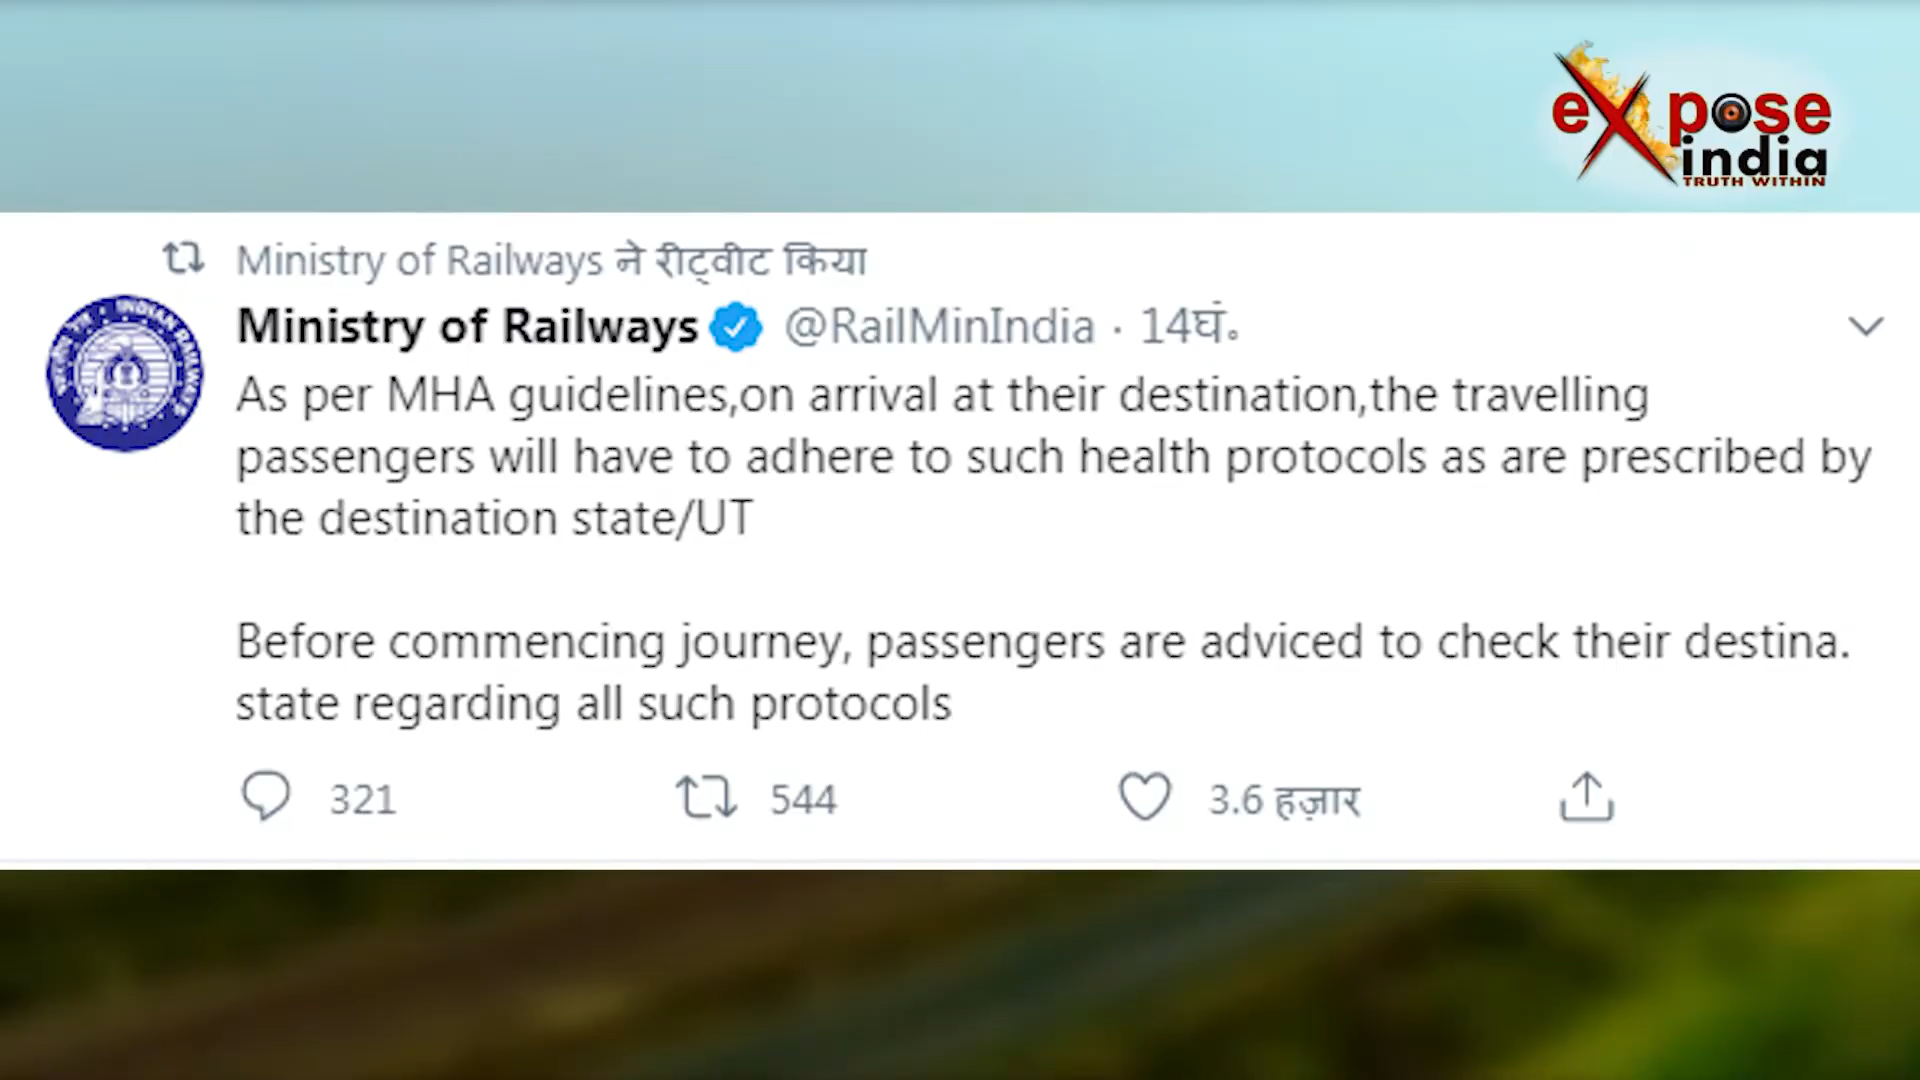 eXpose
india
TRUTH WITHIN
Ministry of Railways ने रीट्वीट किया
Ministry of Railways @RailMinIndia · 14घं॰
As per MHA guidelines,on arrival at their destination,the travelling
passengers will have to adhere to such health protocols as are prescribed by
the destination state/UT
Before commencing journey, passengers are adviced to check their destina.
state regarding all such protocols
321 544 3.6 हज़ार
INDIAN RAILWAYS